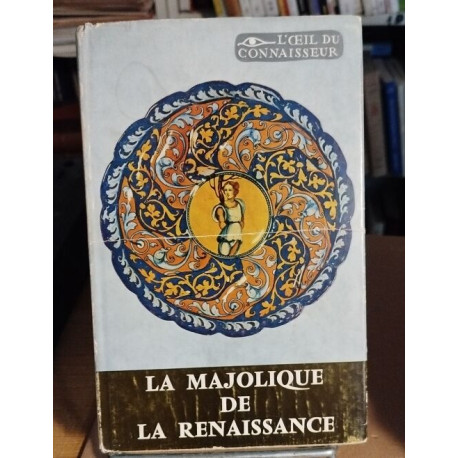 L'ŒIL DU
CONNAISSEUR
LA MAJOLIQUE
DE
LA RENAISSANCE